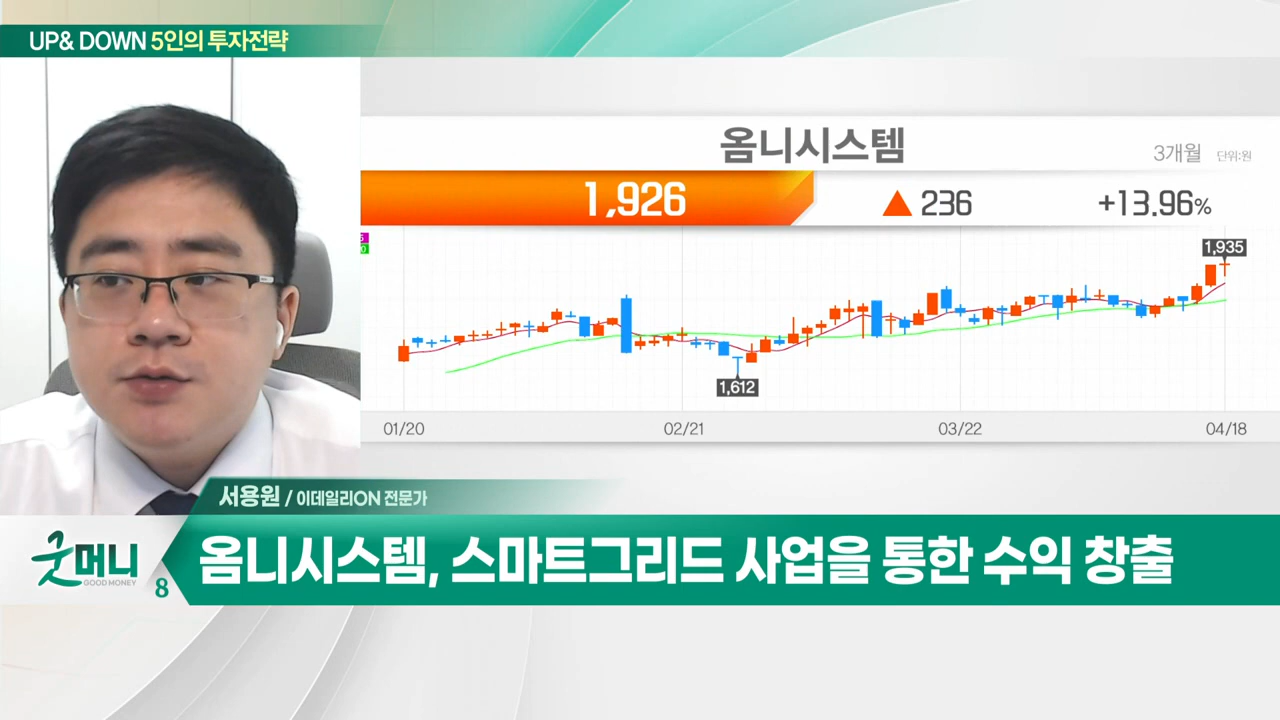 UP& DOWN 5인의 투자전략
옴니시스템
3개월 단위:원
1,926 ▲ 236 +13.96%
1,935
1,612
01/20 02/21 03/22 04/18
서용원 / 이데일리ON 전문가
굿머니
GOOD MONEY
8
옴니시스템, 스마트그리드 사업을 통한 수익 창출